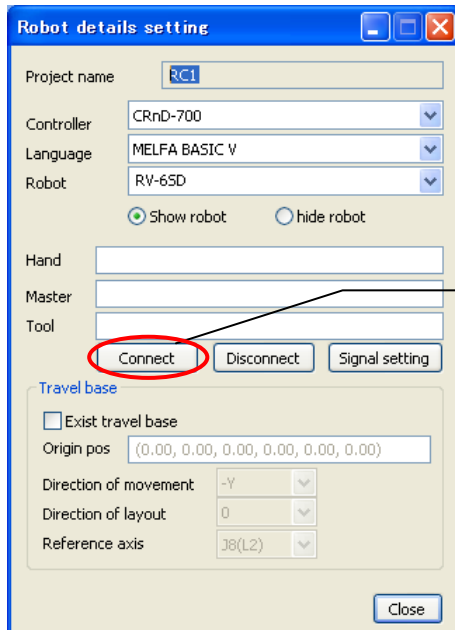 Robot details setting
Project name RC1
Controller CRnD-700
Language MELFA BASIC V
Robot RV-6SD
Show robot hide robot
Hand
Master
Tool
Connect Disconnect Signal setting
Travel base
Exist travel base
Origin pos (0.00, 0.00, 0.00, 0.00, 0.00, 0.00)
Direction of movement -Y
Direction of layout 0
Reference axis J8(L2)
Close